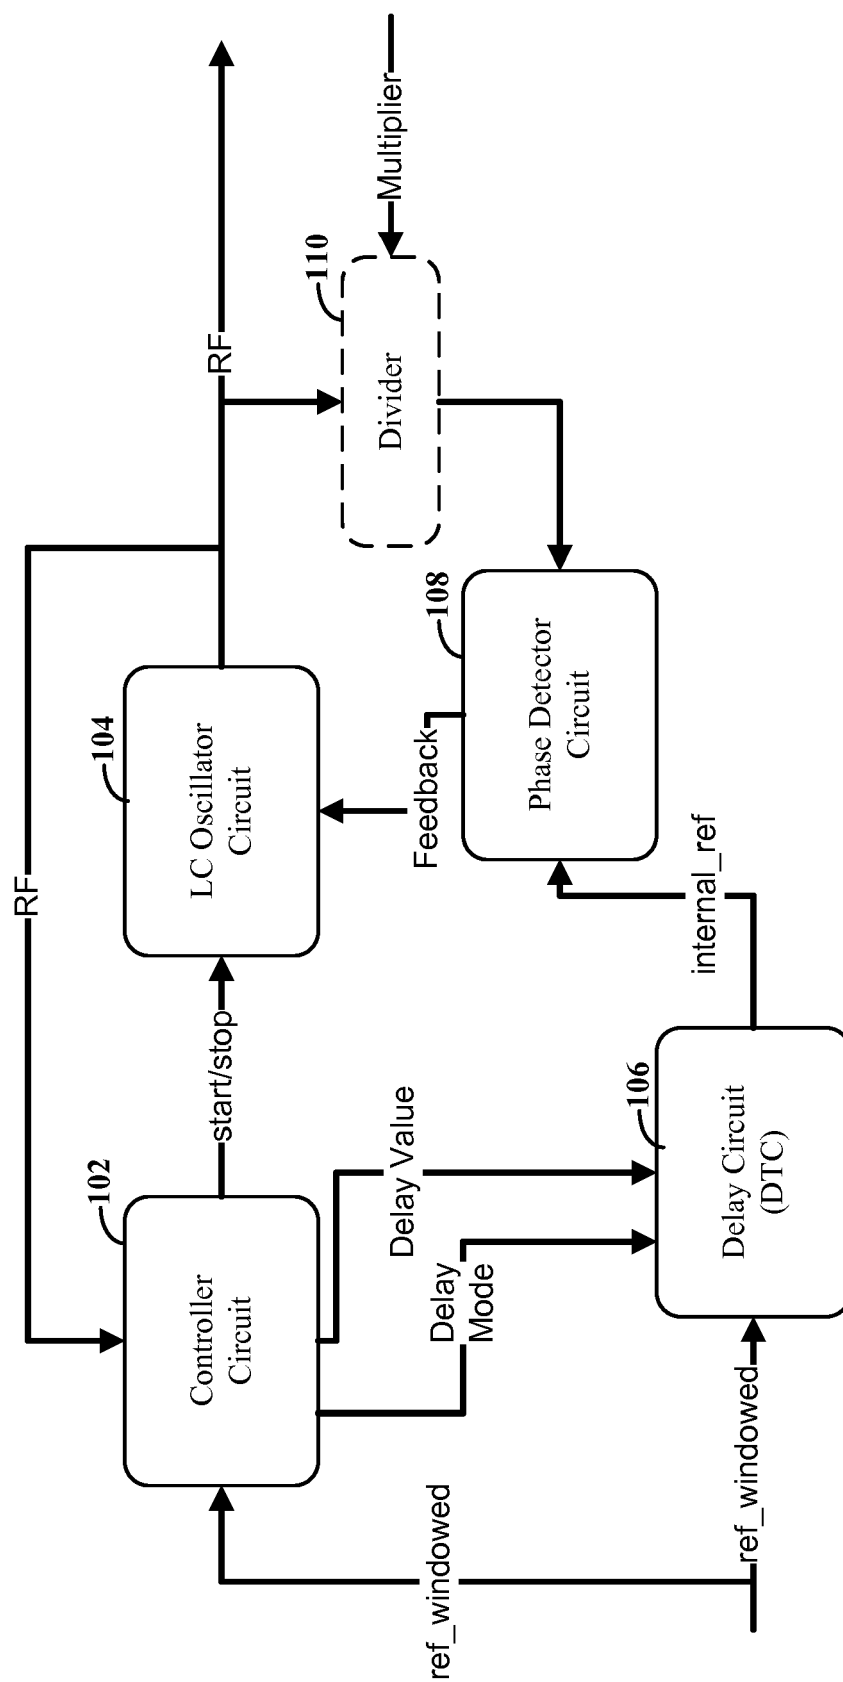 RF
RF
Multiplier
110
Divider
104
LC Oscillator
Circuit
108
Phase Detector
Circuit
Feedback
start/stop
102
Controller
Circuit
Delay Value
Delay
Mode
internal_ref
106
Delay Circuit
(DTC)
ref_windowed
ref_windowed